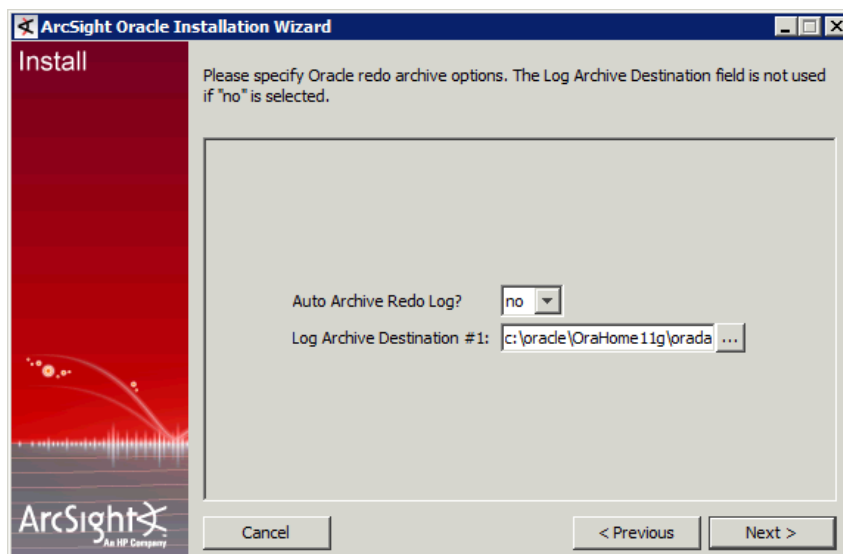 ArcSight Oracle Installation Wizard
Install
Please specify Oracle redo archive options. The Log Archive Destination field is not used
if "no" is selected.
Auto Archive Redo Log? no
Log Archive Destination #1: c:\oracle\OraHome11g\orada ...
ArcSight
An HP Company
Cancel < Previous Next >